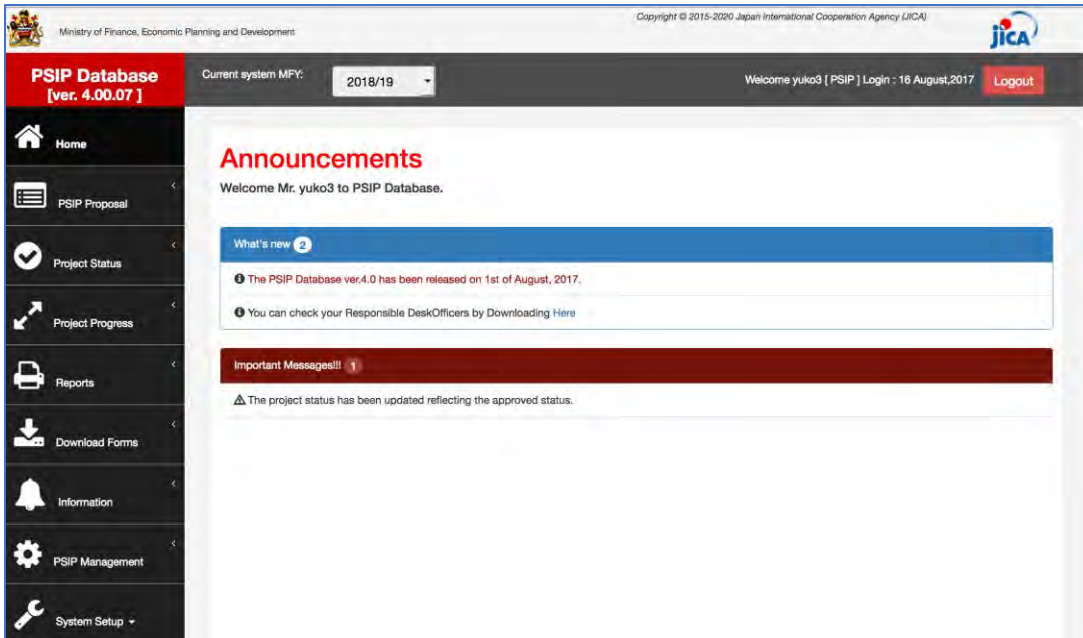 Ministry of Finance, Economic Planning and Development
Copyright © 2015-2020 Japan International Cooperation Agency (JICA)
jICA
PSIP Database
[ver. 4.00.07 ]
Current system MFY:
2018/19
Welcome yuko3 [ PSIP ] Login : 16 August,2017
Logout
Home
PSIP Proposal
Project Status
Project Progress
Reports
Download Forms
Information
PSIP Management
System Setup
Announcements
Welcome Mr. yuko3 to PSIP Database.
What's new 2
The PSIP Database ver.4.0 has been released on 1st of August, 2017.
You can check your Responsible DeskOfficers by Downloading Here
Important Messages!!! 1
The project status has been updated reflecting the approved status.